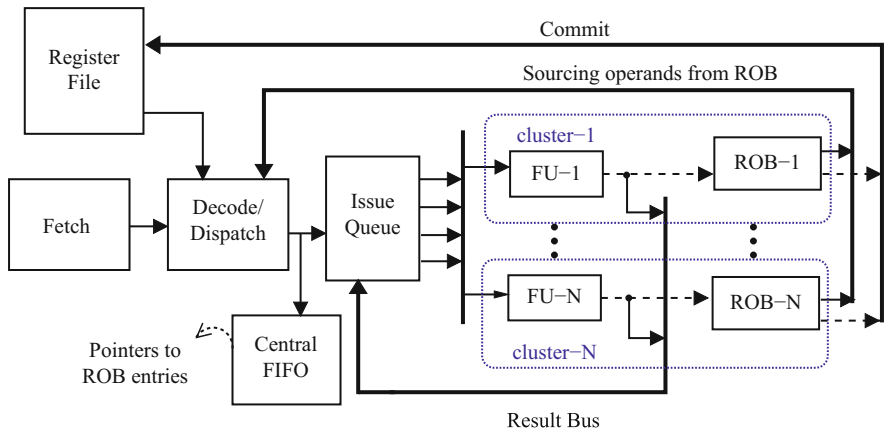 Commit
Register
File
Sourcing operands from ROB
cluster−1
FU−1
ROB−1
Fetch
Decode/
Dispatch
Issue
Queue
FU−N
ROB−N
cluster−N
Central
FIFO
Pointers to
ROB entries
Result Bus